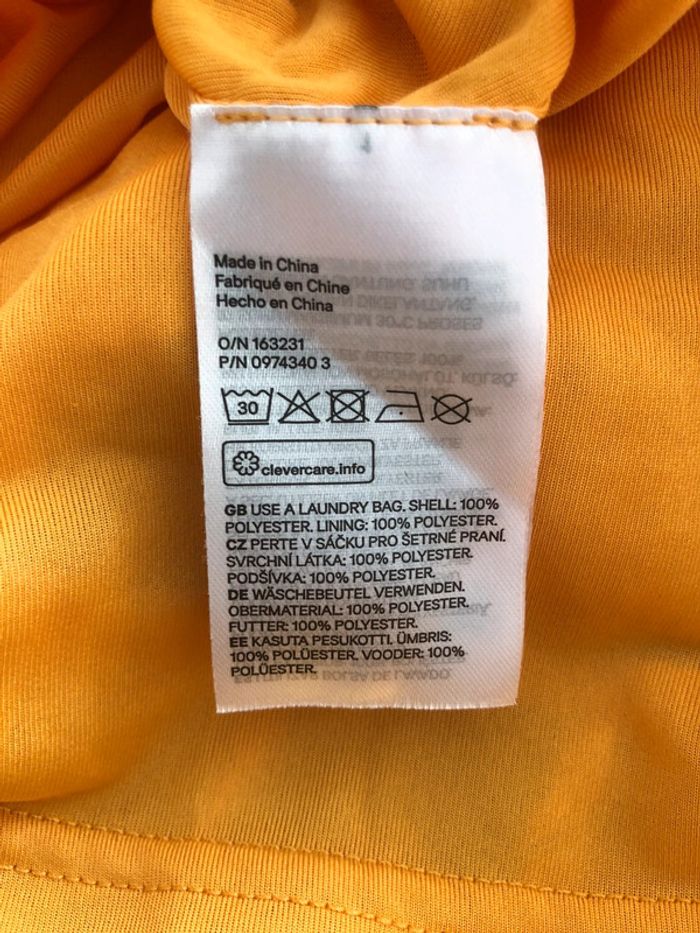 Made in China
Fabriqué en Chine
Hecho en China
O/N 163231
P/N 0974340 3
30
clevercare.info
GB USE A LAUNDRY BAG. SHELL: 100%
POLYESTER. LINING: 100% POLYESTER.
CZ PERTE V SÁČKU PRO ŠETRNÉ PRANÍ.
SVRCHNÍ LÁTKA: 100% POLYESTER.
PODŠÍVKA: 100% POLYESTER.
DE WÄSCHEBEUTEL VERWENDEN.
OBERMATERIAL: 100% POLYESTER.
FUTTER: 100% POLYESTER.
EE KASUTA PESUKOTTI. ÜMBRIS:
100% POLÜESTER. VOODER: 100%
POLÜESTER.